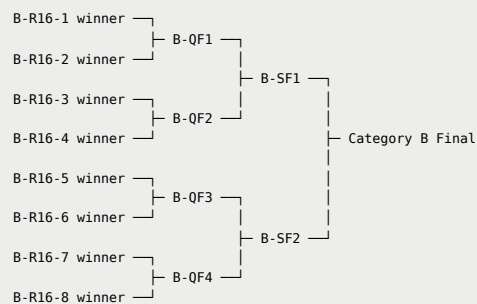 B-R16-1 winner
B-QF1
B-R16-2 winner
B-SF1
B-R16-3 winner
B-QF2
B-R16-4 winner
Category B Final
B-R16-5 winner
B-QF3
B-R16-6 winner
B-SF2
B-R16-7 winner
B-QF4
B-R16-8 winner